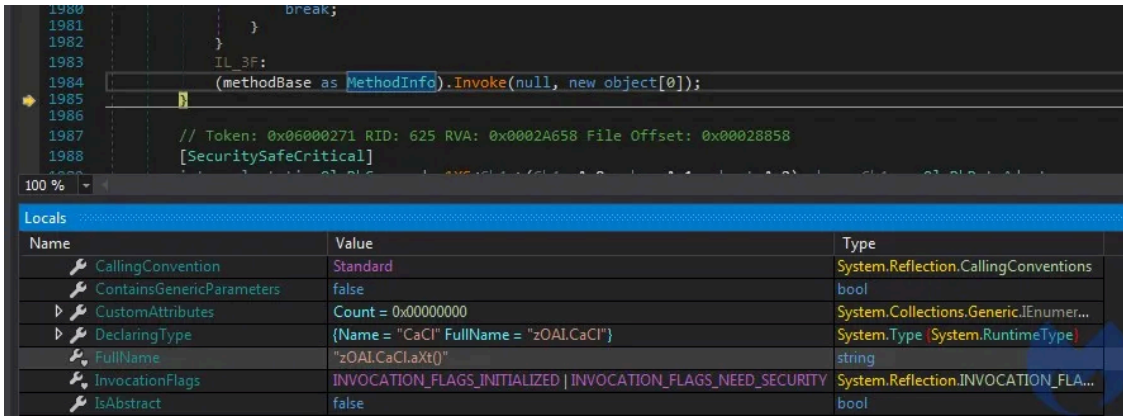 1980 break;
1981 }
1982 }
1983 IL_3F:
1984 (methodBase as MethodInfo).Invoke(null, new object[0]);
1985 }
1986
1987 // Token: 0x06000271 RID: 625 RVA: 0x0002A658 File Offset: 0x00028858
1988 [SecuritySafeCritical]
100 %
Locals
Name Value Type
CallingConvention Standard System.Reflection.CallingConventions
ContainsGenericParameters false bool
CustomAttributes Count = 0x00000000 System.Collections.Generic.IEnumer...
DeclaringType {Name = "CaCl" FullName = "zOAI.CaCl"} System.Type {System.RuntimeType}
FullName "zOAI.CaCl.aXt()" string
InvocationFlags INVOCATION_FLAGS_INITIALIZED | INVOCATION_FLAGS_NEED_SECURITY System.Reflection.INVOCATION_FLA...
IsAbstract false bool